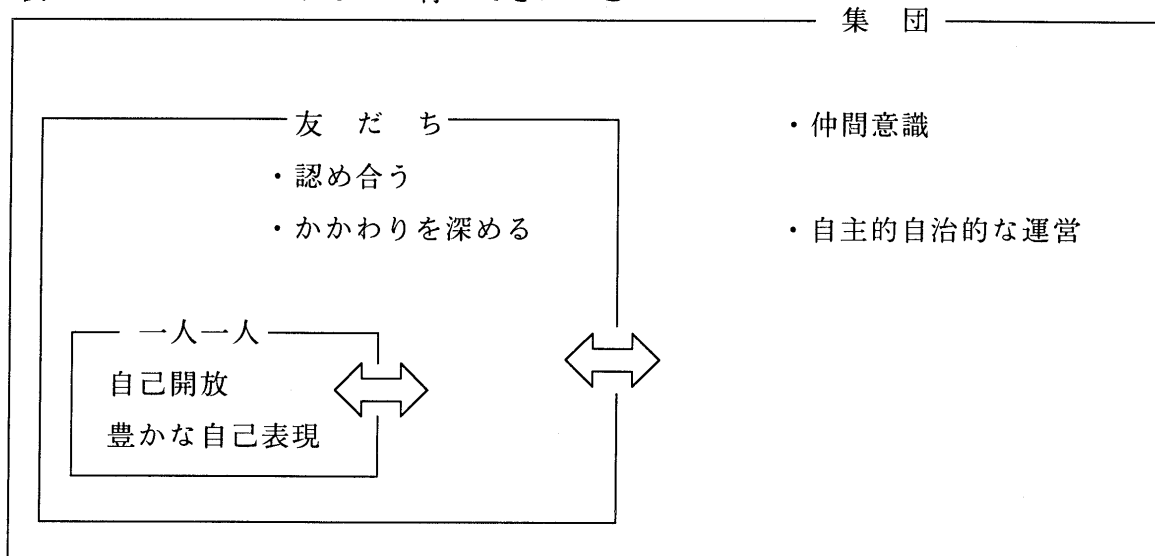 集 団
友 だ ち
・認め合う
・かかわりを深める
・仲間意識
・自主的自治的な運営
一人一人
自己開放
豊かな自己表現